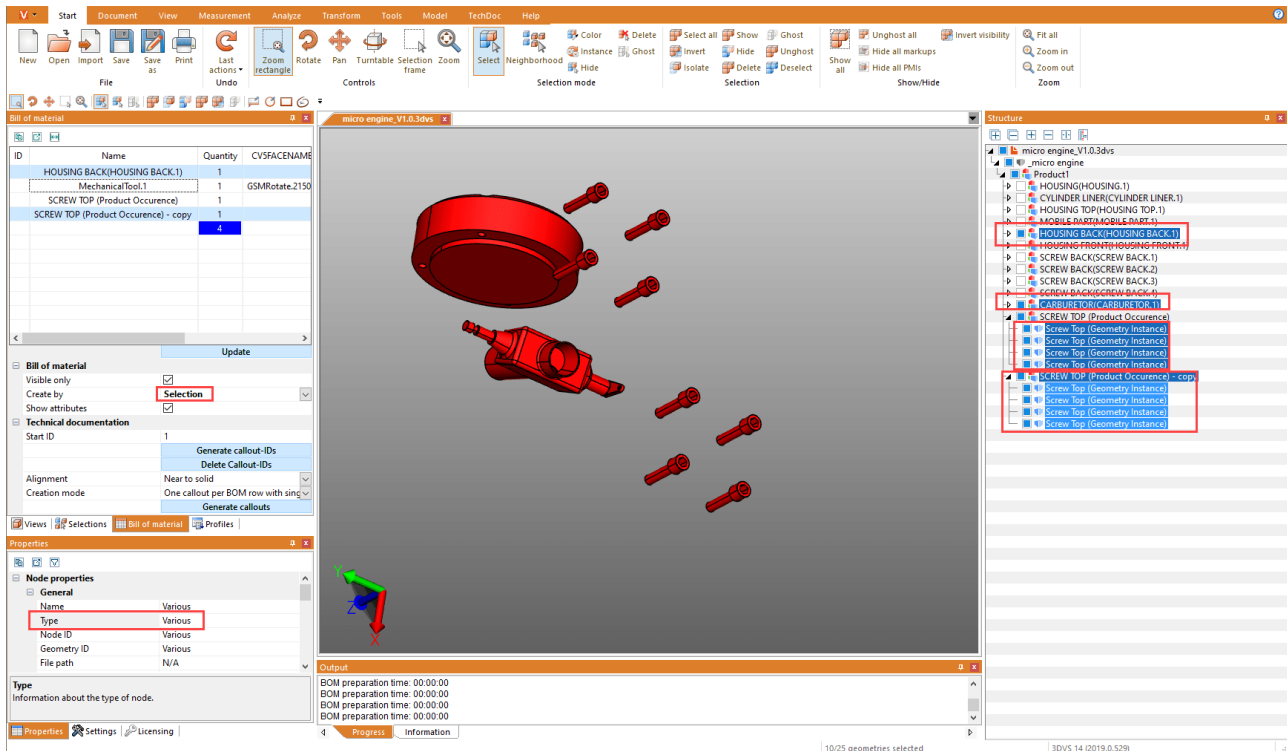 V Start Document View Measurement Analyze Transform Tools Model TechDoc Help
New Open Import Save Save as Print
File
Last actions
Undo
Zoom rectangle Rotate Pan Turntable Selection frame Zoom
Controls
Select Neighborhood
Color Delete
Instance Ghost
Hide
Selection mode
Select all Show Ghost
Invert Hide Unghost
Isolate Delete Deselect
Selection
Show all
Unghost all Invert visibility
Hide all markups
Hide all PMIs
Show/Hide
Fit all
Zoom in
Zoom out
Zoom
Bill of material
ID Name Quantity CV5FACENAME
HOUSING BACK(HOUSING BACK.1) 1
MechanicalTool.1 1 GSMRotate.2150
SCREW TOP (Product Occurence) 1
SCREW TOP (Product Occurence) - copy 1
4
Update
Bill of material
Visible only
Create by Selection
Show attributes
Technical documentation
Start ID 1
Generate callout-IDs
Delete Callout-IDs
Alignment Near to solid
Creation mode One callout per BOM row with sing
Generate callouts
Views Selections Bill of material Profiles
Properties
Node properties
General
Name Various
Type Various
Node ID Various
Geometry ID Various
File path N/A
Type
Information about the type of node.
Properties Settings Licensing
micro engine_V1.0.3dvs
Y
Z
X
Output
BOM preparation time: 00:00:00
BOM preparation time: 00:00:00
BOM preparation time: 00:00:00
BOM preparation time: 00:00:00
Progress Information
Structure
micro engine_V1.0.3dvs
_micro engine
Product1
HOUSING(HOUSING.1)
CYLINDER LINER(CYLINDER LINER.1)
HOUSING TOP(HOUSING TOP.1)
MOBILE PART(MOBILE PART.1)
HOUSING BACK(HOUSING BACK.1)
HOUSING FRONT(HOUSING FRONT.1)
SCREW BACK(SCREW BACK.1)
SCREW BACK(SCREW BACK.2)
SCREW BACK(SCREW BACK.3)
SCREW BACK(SCREW BACK.4)
CARBURETOR(CARBURETOR.1)
SCREW TOP (Product Occurence)
Screw Top (Geometry Instance)
Screw Top (Geometry Instance)
Screw Top (Geometry Instance)
Screw Top (Geometry Instance)
SCREW TOP (Product Occurence) - copy
Screw Top (Geometry Instance)
Screw Top (Geometry Instance)
Screw Top (Geometry Instance)
Screw Top (Geometry Instance)
10/25 geometries selected
3DVS 14 (2019.0.529)